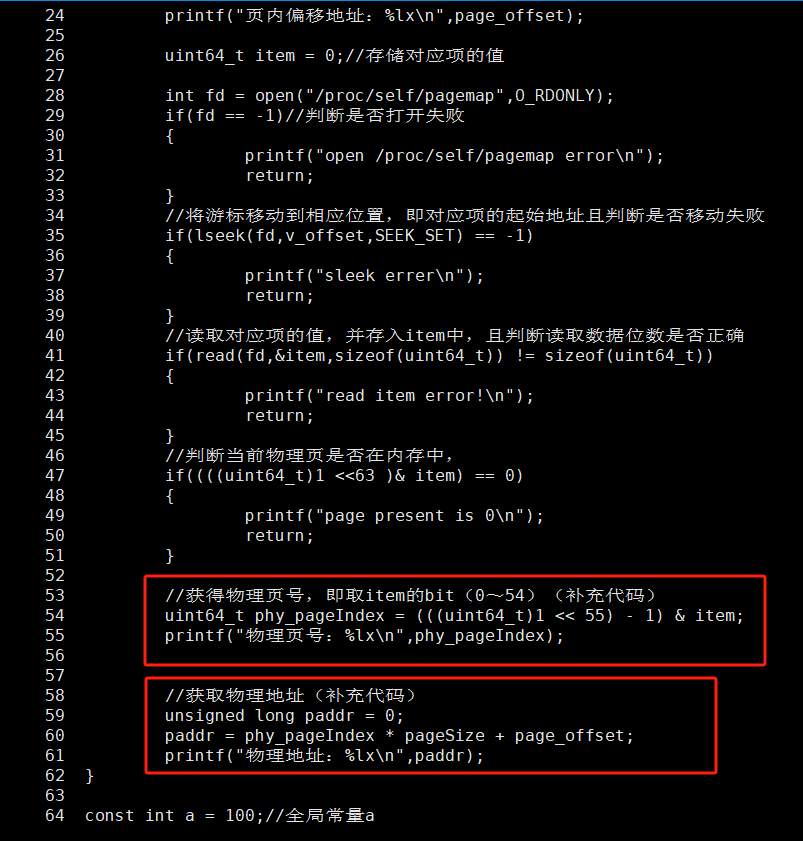 24 printf("页内偏移地址：%lx\n",page_offset);
25
26 uint64_t item = 0;//存储对应项的值
27
28 int fd = open("/proc/self/pagemap",O_RDONLY);
29 if(fd == -1)//判断是否打开失败
30 {
31 printf("open /proc/self/pagemap error\n");
32 return;
33 }
34 //将游标移动到相应位置，即对应项的起始地址且判断是否移动失败
35 if(lseek(fd,v_offset,SEEK_SET) == -1)
36 {
37 printf("sleek errer\n");
38 return;
39 }
40 //读取对应项的值，并存入item中，且判断读取数据位数是否正确
41 if(read(fd,&item,sizeof(uint64_t)) != sizeof(uint64_t))
42 {
43 printf("read item error!\n");
44 return;
45 }
46 //判断当前物理页是否在内存中，
47 if((((uint64_t)1 <<63 )& item) == 0)
48 {
49 printf("page present is 0\n");
50 return;
51 }
52
53 //获得物理页号，即取item的bit（0～54）（补充代码）
54 uint64_t phy_pageIndex = (((uint64_t)1 << 55) - 1) & item;
55 printf("物理页号：%lx\n",phy_pageIndex);
56
57
58 //获取物理地址（补充代码）
59 unsigned long paddr = 0;
60 paddr = phy_pageIndex * pageSize + page_offset;
61 printf("物理地址：%lx\n",paddr);
62 }
63
64 const int a = 100;//全局常量a